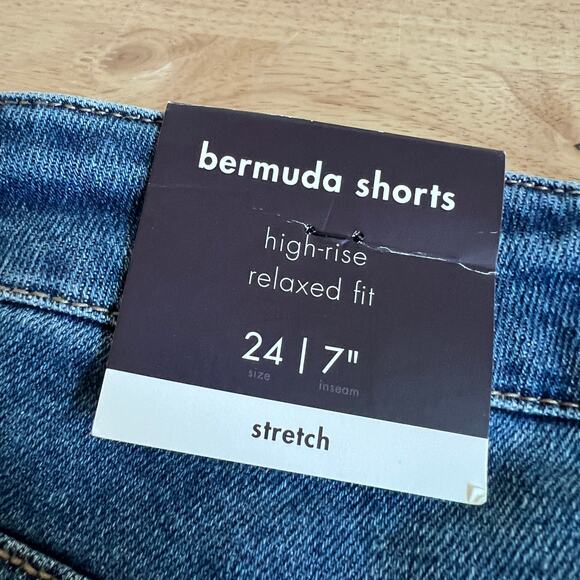 bermuda shorts
high-rise
relaxed fit
24 | 7"
size inseam
stretch